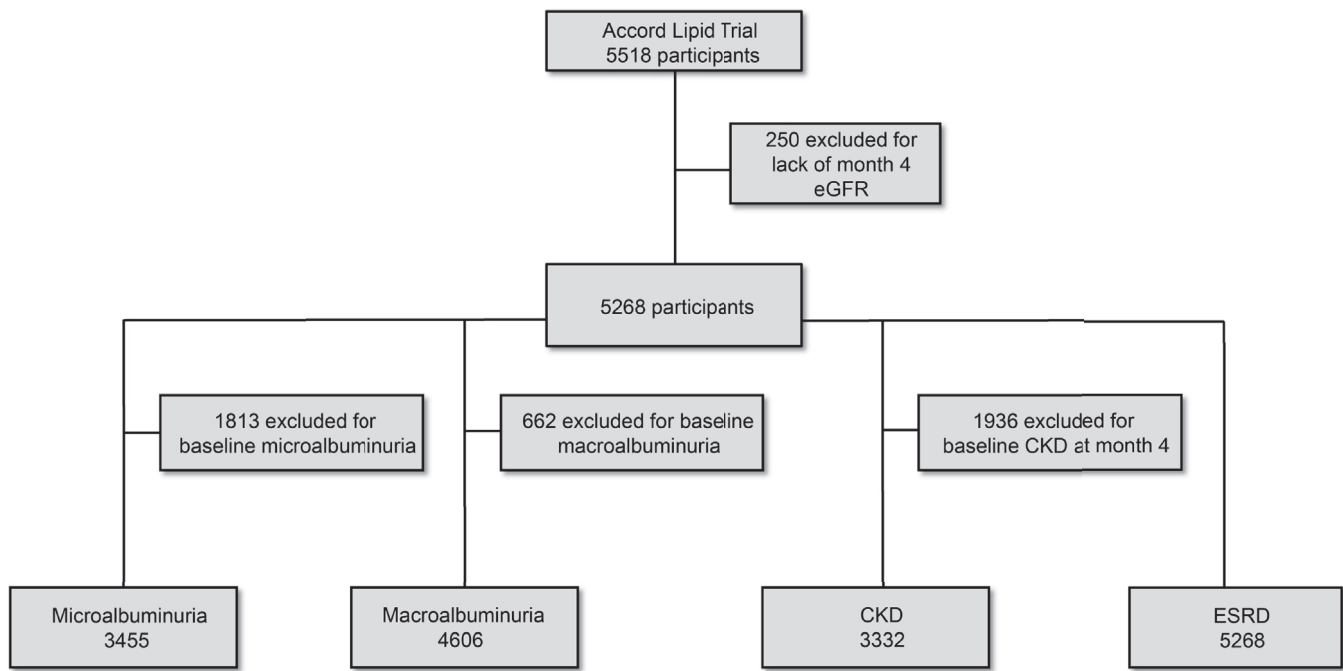 Accord Lipid Trial
5518 participants
250 excluded for
lack of month 4
eGFR
5268 participants
1813 excluded for
baseline microalbuminuria
662 excluded for baseline
macroalbuminuria
1936 excluded for
baseline CKD at month 4
Microalbuminuria
3455
Macroalbuminuria
4606
CKD
3332
ESRD
5268